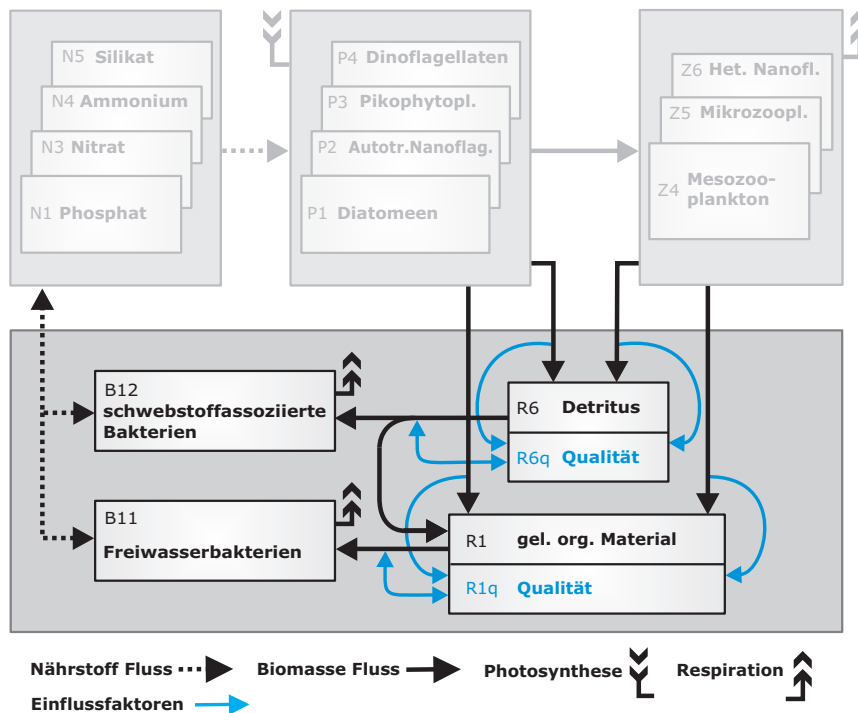 N5 Silikat
N4 Ammonium
N3 Nitrat
N1 Phosphat
P4 Dinoflagellaten
P3 Pikophytopl.
P2 Autotr.Nanoflag.
P1 Diatomeen
Z6 Het. Nanofl.
Z5 Mikrozoopl.
Z4 Mesozoo-
plankton
B12
schwebstoffassoziierte
Bakterien
R6 Detritus
R6q Qualität
B11
Freiwasserbakterien
R1 gel. org. Material
R1q Qualität
Nährstoff Fluss
Biomasse Fluss
Photosynthese
Respiration
Einflussfaktoren